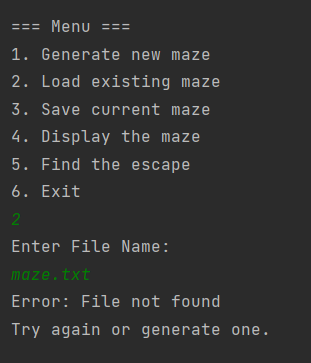 === Menu ===
1. Generate new maze
2. Load existing maze
3. Save current maze
4. Display the maze
5. Find the escape
6. Exit
2
Enter File Name:
maze.txt
Error: File not found
Try again or generate one.